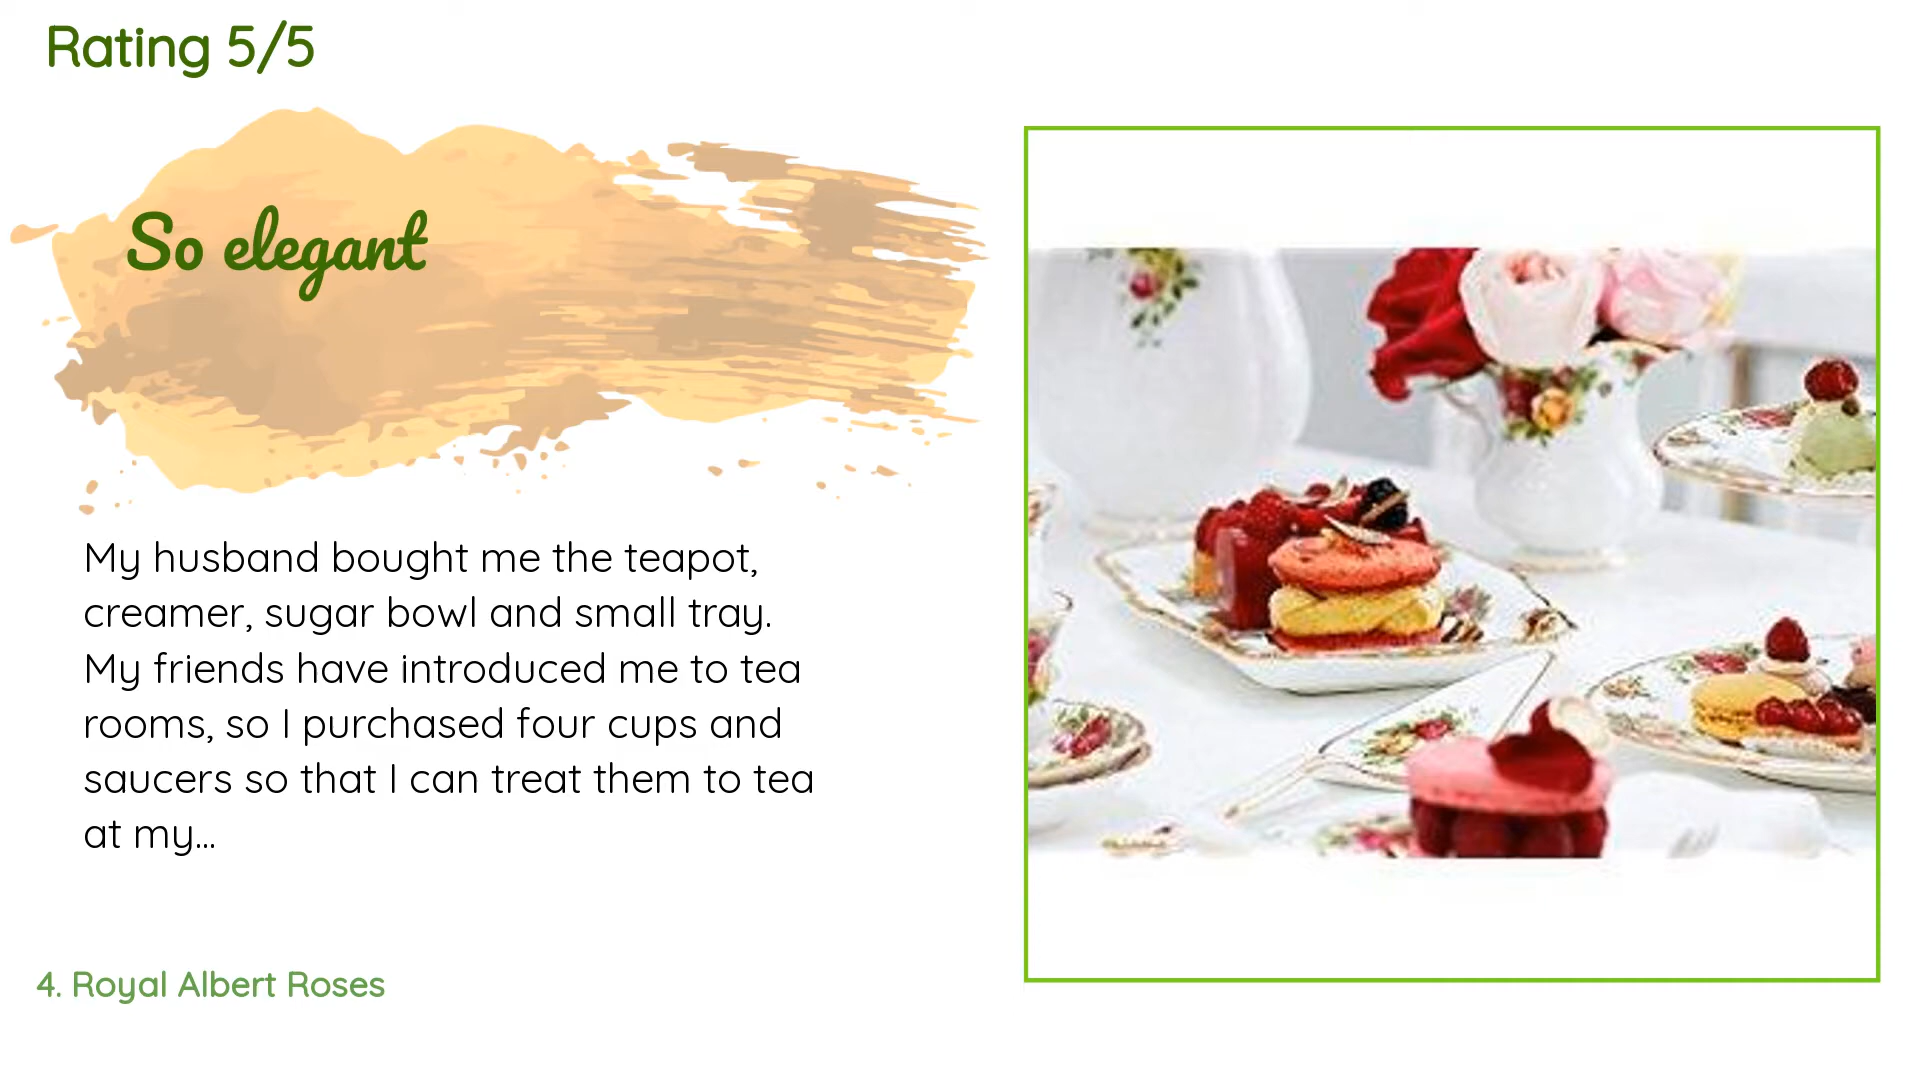 Rating 5/5
So elegant
My husband bought me the teapot,
creamer, sugar bowl and small tray.
My friends have introduced me to tea
rooms, so I purchased four cups and
saucers so that I can treat them to tea
at my...
4. Royal Albert Roses